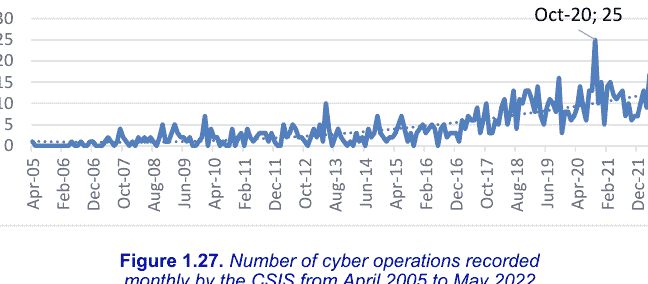 30
Oct-20; 25
25
20
15
10
5
0
Apr-05 Feb-06 Dec-06 Oct-07 Aug-08 Jun-09 Apr-10 Feb-11 Dec-11 Oct-12 Aug-13 Jun-14 Apr-15 Feb-16 Dec-16 Oct-17 Aug-18 Jun-19 Apr-20 Feb-21 Dec-21
Figure 1.27. Number of cyber operations recorded
monthly by the CSIS from April 2005 to May 2022